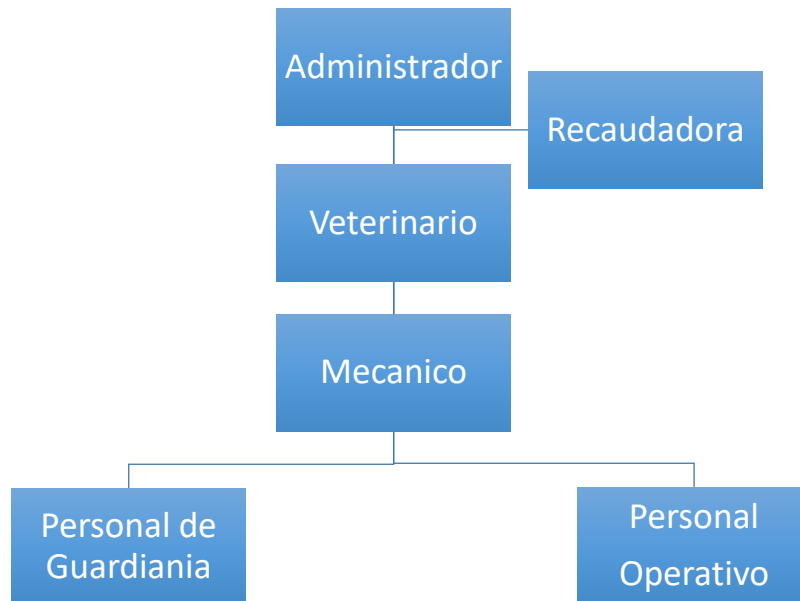 Administrador
Recaudadora
Veterinario
Mecanico
Personal de
Guardiania
Personal
Operativo